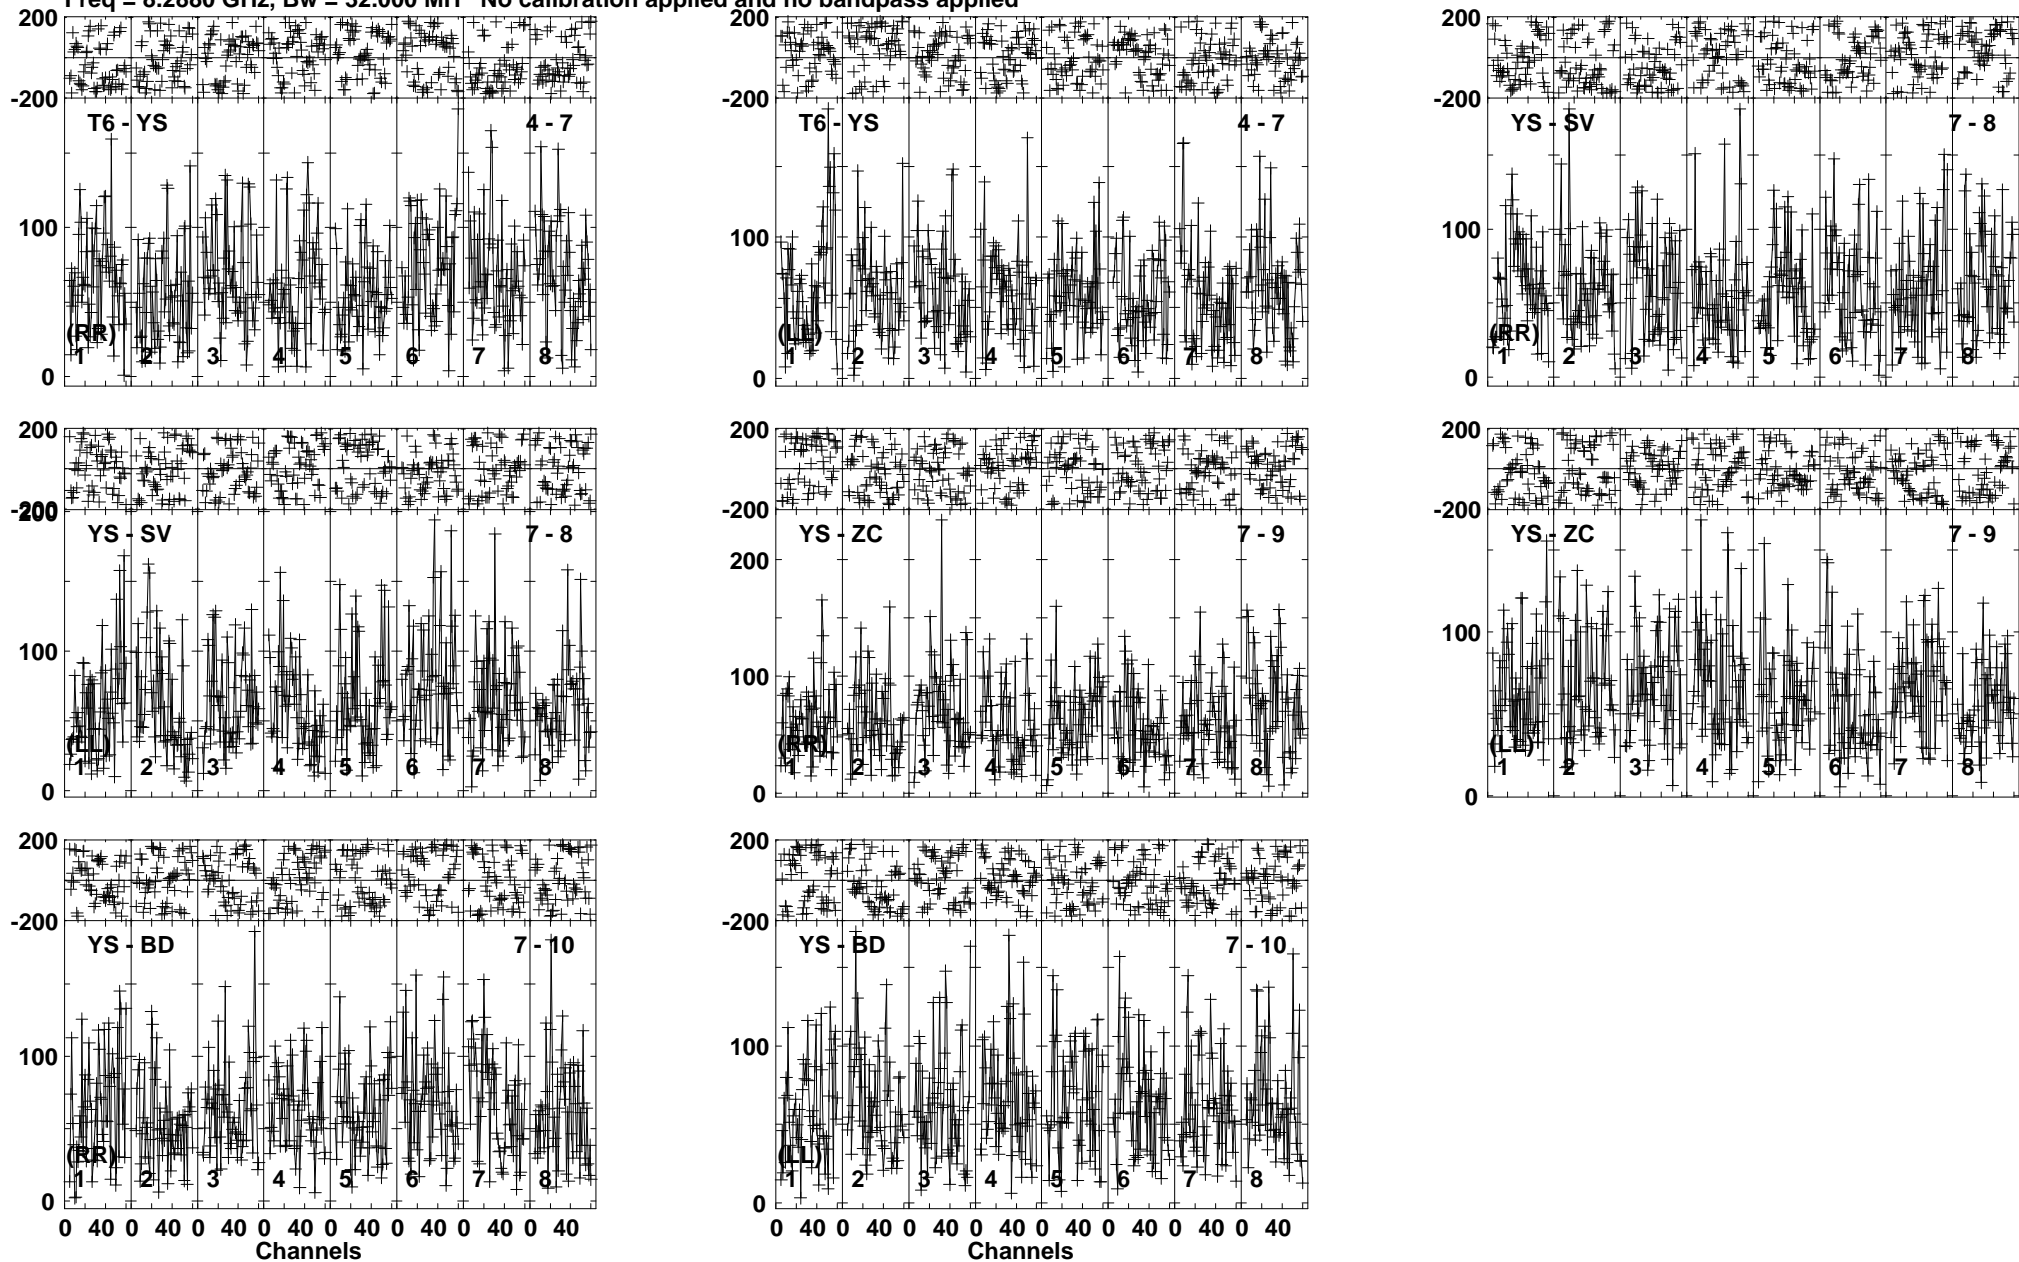 Freq = 8.2880 GHz, Bw = 32.000 MH No calibration applied and no bandpass applied
200 200 200
-200 -200 -200
T6 - YS 4 - 7 T6 - YS 4 - 7 YS - SV 7 - 8
100 100 100
(RR) (LL) (RR)
1 2 3 4 5 6 7 8 1 2 3 4 5 6 7 8 1 2 3 4 5 6 7 8
0 0 0
200 200 200
-200 -200 -200
200
YS - SV 7 - 8 YS - ZC 7 - 9 YS - ZC 7 - 9
200
100 100 100
(LL) (RR) (LL)
1 2 3 4 5 6 7 8 1 2 3 4 5 6 7 8 1 2 3 4 5 6 7 8
0 0 0
200 200
-200 -200
YS - BD 7 - 10 YS - BD 7 - 10
100 100
(RR) (LL)
1 2 3 4 5 6 7 8 1 2 3 4 5 6 7 8
0 0
0 40 0 40 0 40 0 40 0 40 0 40 0 40 0 40 0 40 0 40 0 40 0 40 0 40 0 40 0 40 0 40
Channels Channels